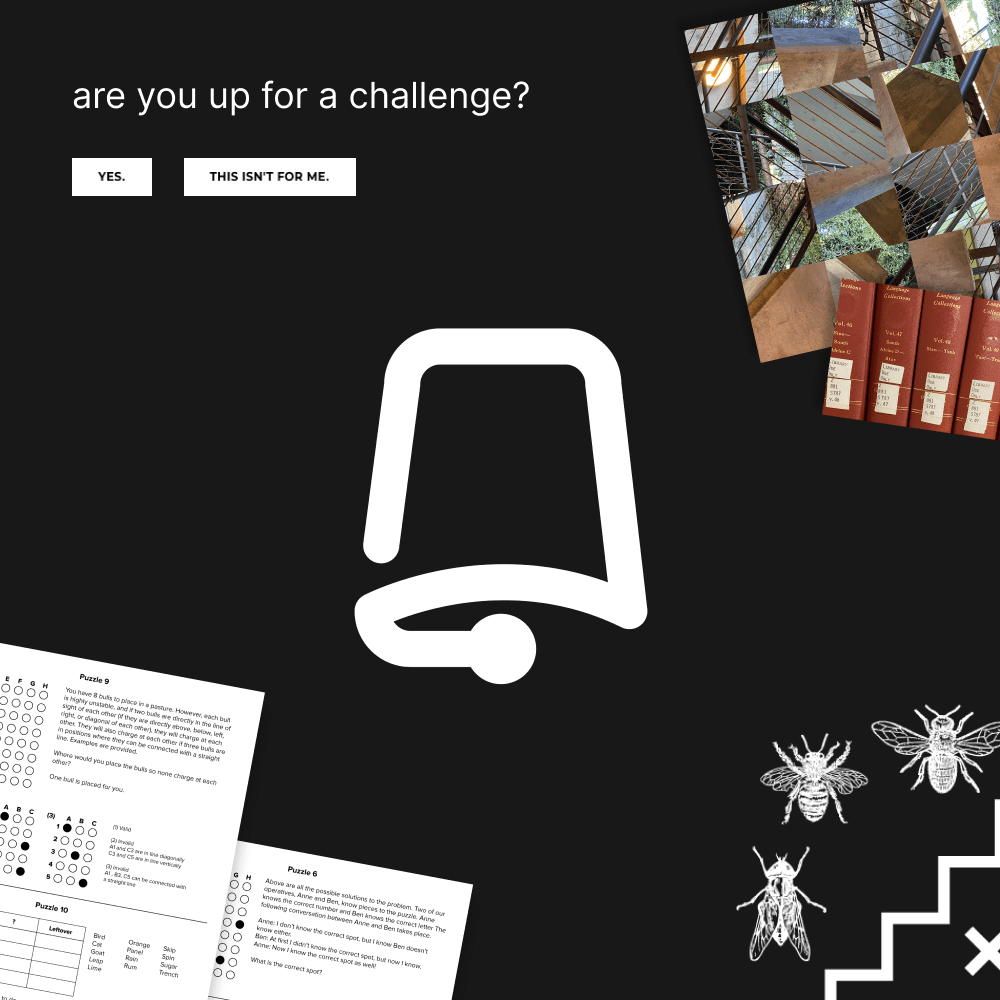 are you up for a challenge?
YES.
THIS ISN'T FOR ME.
Language
Collections
Vol. 47
South
Language
Collections
Vol. 48
Language
E F G H
Puzzle 9
You have 8 bulls to place in a pasture. However, each bull
is highly unstable, and if two bulls are directly in the line of
sight of each other (if they are directly above, below, left,
right, or diagonal of each other), they will charge at each
other. They will also charge at each other if three bulls are
in positions where they can be connected with a straight
line. Examples are provided.
Where would you place the bulls so none charge at each
other?
One bull is placed for you.
A B C
(3) A B C
1
2
3
4
5
(1) Valid
(2) Invalid
A1 and C3 are in line diagonally
C3 and C5 are in line vertically
(3) Invalid
A1, B3, C5 can be connected with
a straight line
Puzzle 10
? Leftover
Bird
Cat
Goat
Leap
Lime
Orange
Panel
Rain
Rum
Skip
Spin
Sugar
Trench
G H
Puzzle 6
Above are all the possible solutions to the problem. Two of our
operatives, Anne and Ben, know pieces to the puzzle. Anne
knows the correct number and Ben knows the correct letter The
following conversation between Anne and Ben takes place.
Anne: I don't know the correct spot, but I know Ben doesn't
know either.
Ben: At first I didn't know the correct spot, but now I know.
Anne: Now I know the correct spot as well!
What is the correct spot?